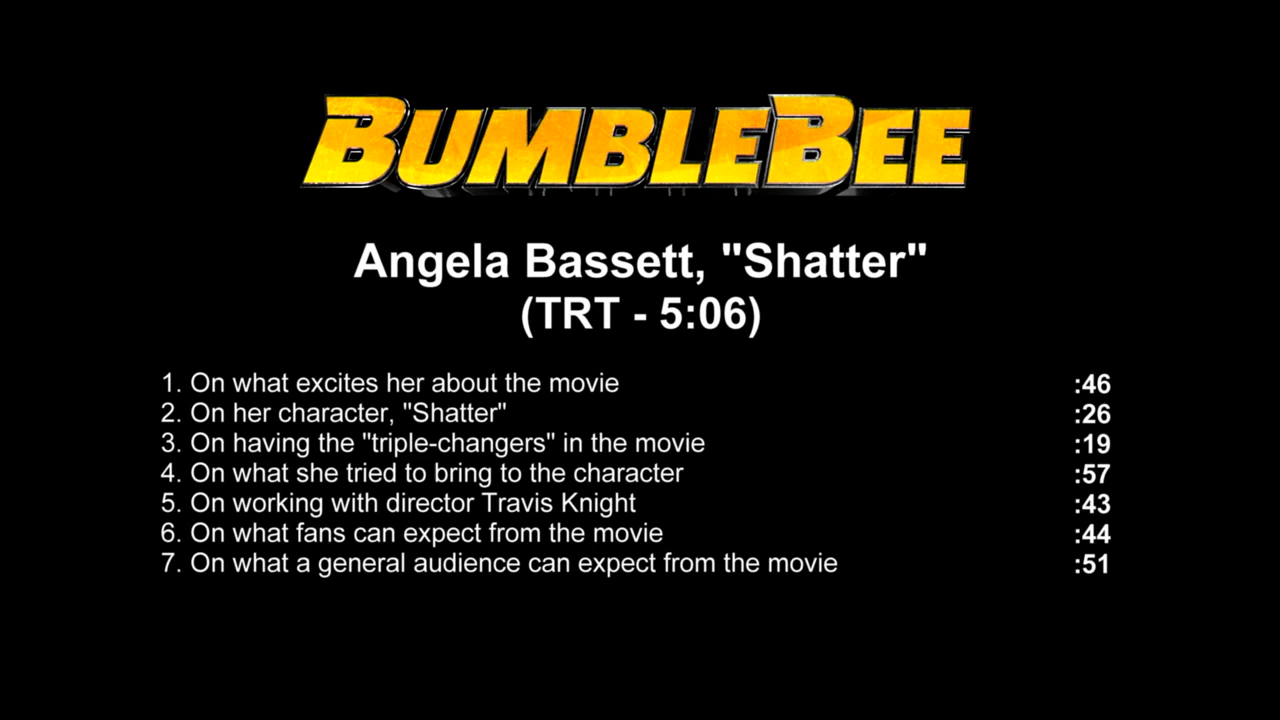 BUMBLEBEE
Angela Bassett, "Shatter"
(TRT - 5:06)
1. On what excites her about the movie :46
2. On her character, "Shatter" :26
3. On having the "triple-changers" in the movie :19
4. On what she tried to bring to the character :57
5. On working with director Travis Knight :43
6. On what fans can expect from the movie :44
7. On what a general audience can expect from the movie :51